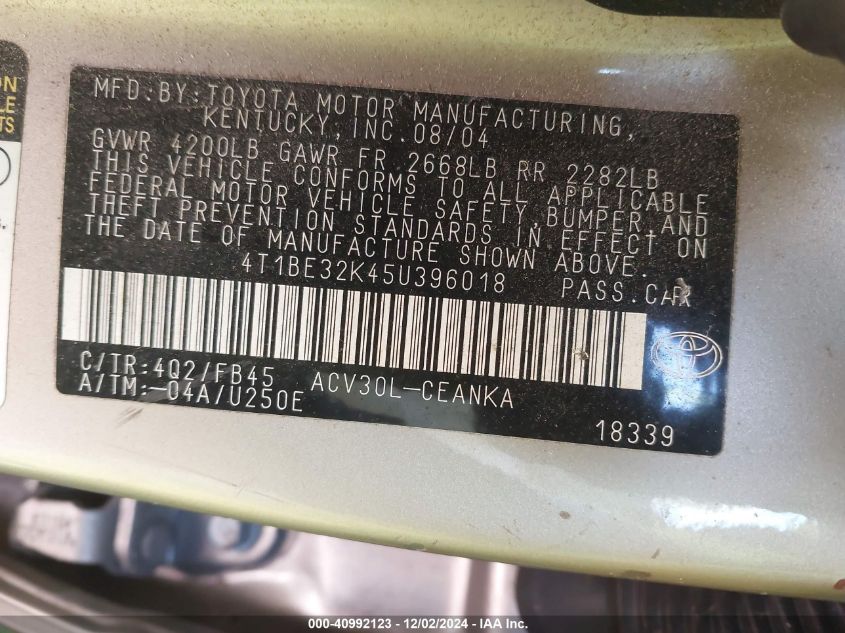 ON
LE
TS
MFD.BY:TOYOTA MOTOR MANUFACTURING,
KENTUCKY, INC.08/04
GVWR 4200LB GAWR FR 2668LB RR 2282LB
THIS VEHICLE CONFORMS TO ALL APPLICABLE
FEDERAL MOTOR VEHICLE SAFETY,BUMPER,AND
THEFT PREVENTION STANDARDS IN EFFECT ON
THE DATE OF MANUFACTURE SHOWN ABOVE.
4T1BE32K45U396018 PASS.CAR
C/TR:4Q2/FB45 ACV30L-CEANKA
A/TM:-04A/U250E
18339
000-40992123 - 12/02/2024 - IAA Inc.